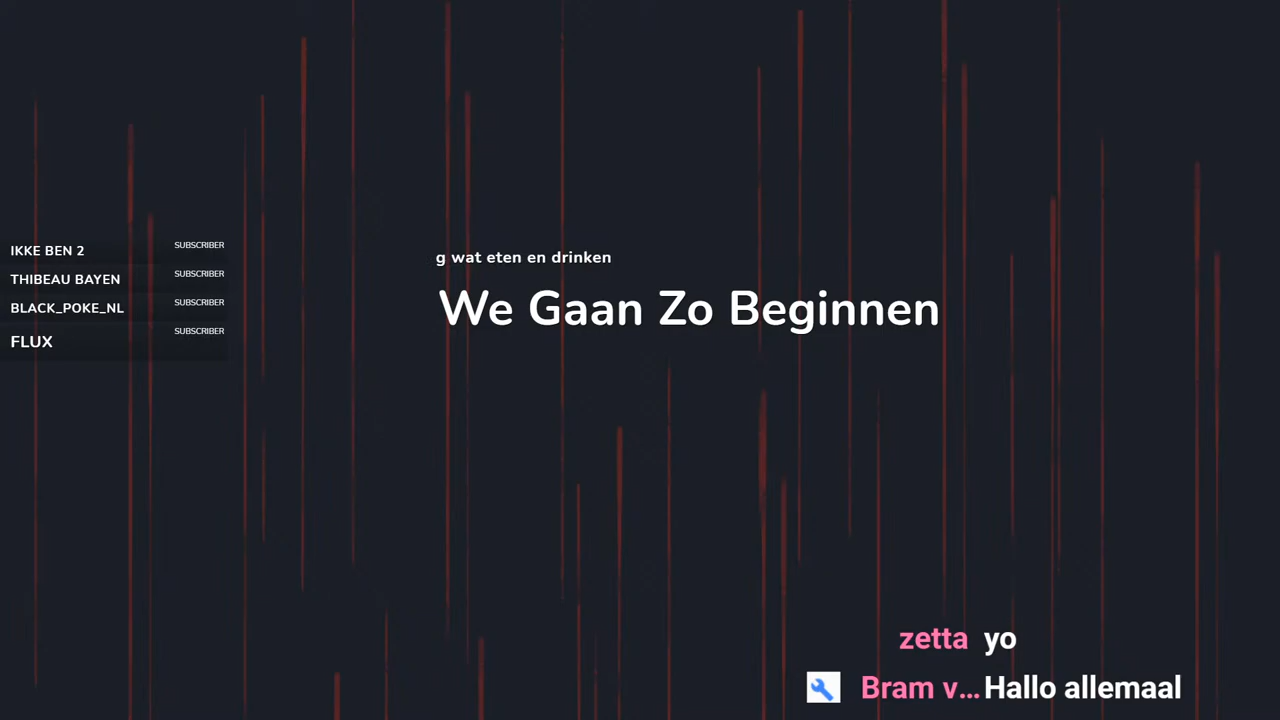 IKKE BEN 2 SUBSCRIBER
THIBEAU BAYEN SUBSCRIBER
BLACK_POKE_NL SUBSCRIBER
FLUX SUBSCRIBER
g wat eten en drinken
We Gaan Zo Beginnen
zetta yo
Bram v... Hallo allemaal